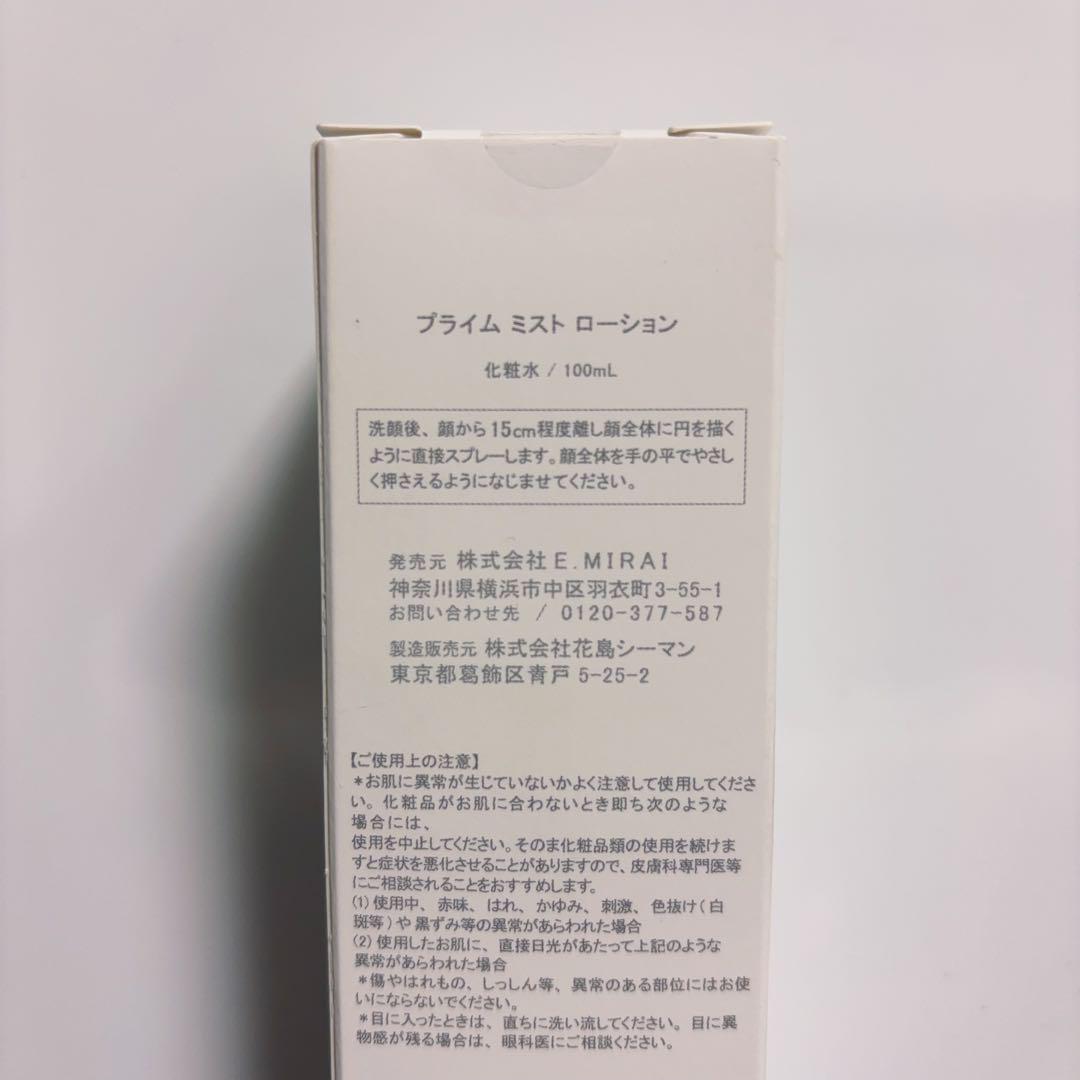 プライム ミスト ローション
化粧水 / 100mL
洗顔後、顔から15cm程度離し顔全体に円を描く
ように直接スプレーします。顔全体を手の平でやさし
く押さえるようになじませてください。
発売元 株式会社E.MIRAI
神奈川県横浜市中区羽衣町3-55-1
お問い合わせ先 / 0120-377-587
製造販売元 株式会社花島シーマン
東京都葛飾区青戸 5-25-2
【ご使用上の注意】
*お肌に異常が生じていないかよく注意して使用してくださ
い。化粧品がお肌に合わないとき即ち次のような
場合には、
使用を中止してください。そのまま化粧品類の使用を続けま
すと症状を悪化させることがありますので、皮膚科専門医等
にご相談されることをおすすめします。
(1)使用中、赤味、はれ、かゆみ、刺激、色抜け(白
斑等)や黒ずみ等の異常があらわれた場合
(2)使用したお肌に、直接日光があたって上記のような
異常があらわれた場合
*傷やはれもの、しっしん等、異常のある部位にはお使
いにならないでください。
*目に入ったときは、直ちに洗い流してください。目に異
物感が残る場合は、眼科医にご相談ください。